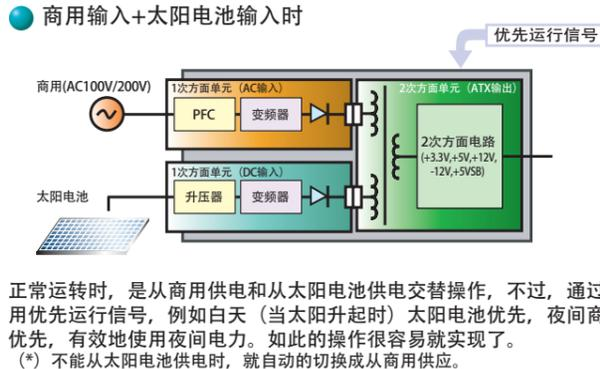 商用输入+太阳电池输入时
优先运行信号
商用(AC100V/200V)
1次方面单元（AC输入）
2次方面单元（ATX输出）
PFC
变频器
2次方面电路
(+3.3V,+5V,+12V,
-12V,+5VSB)
1次方面单元（DC输入）
太阳电池
升压器
变频器
正常运转时，是从商用供电和从太阳电池供电交替操作，不过，通过
用优先运行信号，例如白天（当太阳升起时）太阳电池优先，夜间商
优先，有效地使用夜间电力。如此的操作很容易就实现了。
（*）不能从太阳电池供电时，就自动的切换成从商用供应。